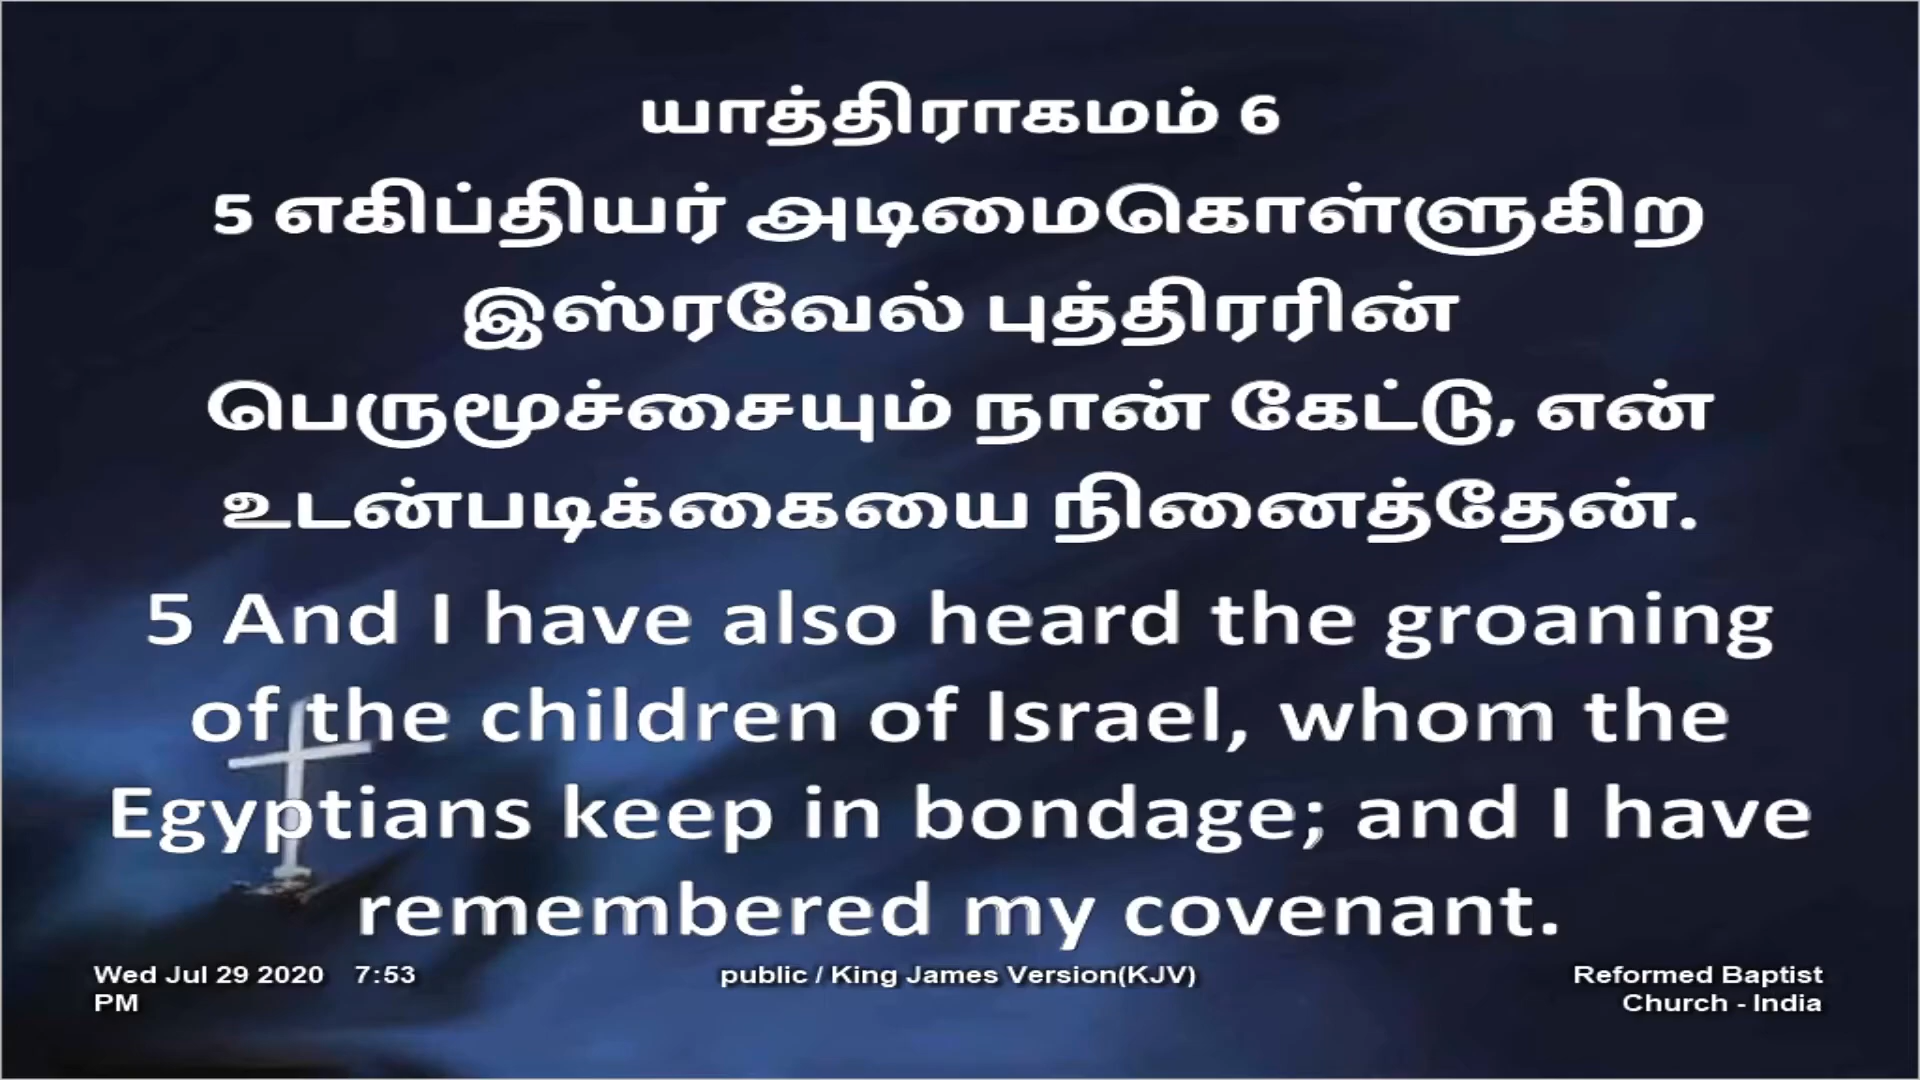 யாத்திராகமம் 6
5 எகிப்தியர் அடிமைகொள்ளுகிற
இஸ்ரவேல் புத்திரரின்
பெருமூச்சையும் நான் கேட்டு, என்
உடன்படிக்கையை நினைத்தேன்.
5 And I have also heard the groaning
of the children of Israel, whom the
Egyptians keep in bondage; and I have
remembered my covenant.
Wed Jul 29 2020 7:53
PM
public / King James Version(KJV)
Reformed Baptist
Church - India